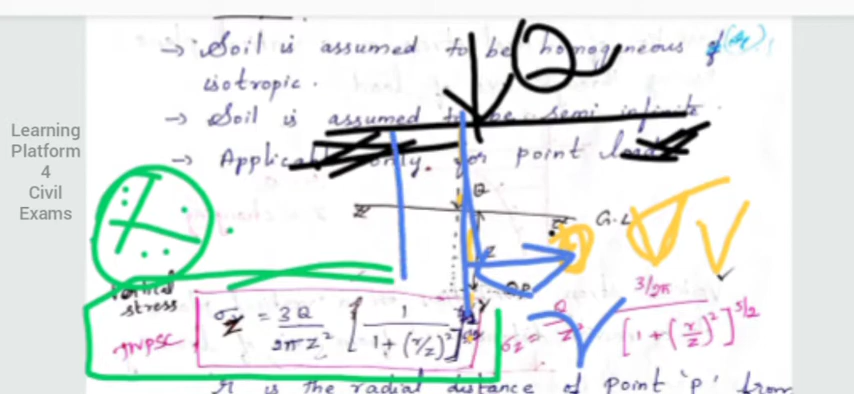 → Soil is assumed to be homogeneous &
isotropic.
→ Soil is assumed to be semi infinite
→ Applicable only. for point load
Learning
Platform
4
Civil
Exams
Q
G.L
Z
Vertical
stress
σz = 3Q / 2πz² [ 1 / 1 + (r/z)² ]^5/2
σz = Q / z² 3/2π / [ 1 + (r/z)² ]^5/2
r is the radial distance of point 'p' from